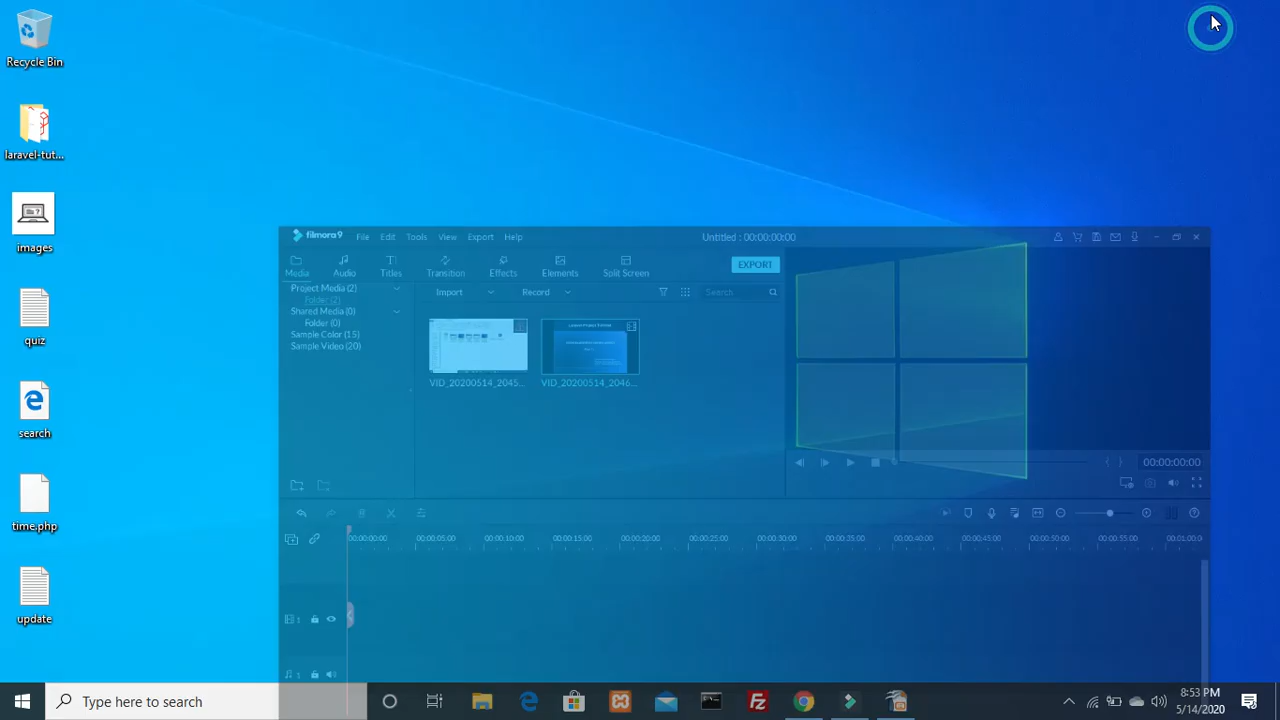 Recycle Bin
laravel-tut...
images
quiz
search
time.php
update
filmora9 File Edit Tools View Export Help Untitled : 00:00:00:00
Media Audio Titles Transition Effects Elements Split Screen EXPORT
Project Media (2)
Folder (2)
Shared Media (0)
Folder (0)
Sample Color (15)
Sample Video (20)
Import Record Search
VID_20200514_2045... VID_20200514_2046...
00:00:00:00
00:00:00:00 00:00:05:00 00:00:10:00 00:00:15:00 00:00:20:00 00:00:25:00 00:00:30:00 00:00:35:00 00:00:40:00 00:00:45:00 00:00:50:00 00:00:55:00 00:01:00:0
1
1
Type here to search
8:53 PM
5/14/2020